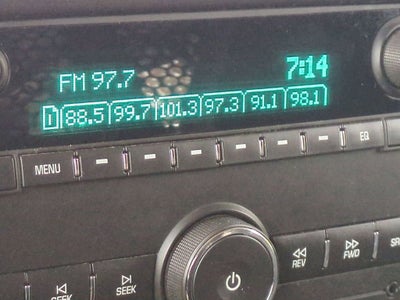 FM 97.7 7:14
1 88.5 99.7 101.3 97.3 91.1 98.1
MENU EQ
SEEK SEEK REV FWD